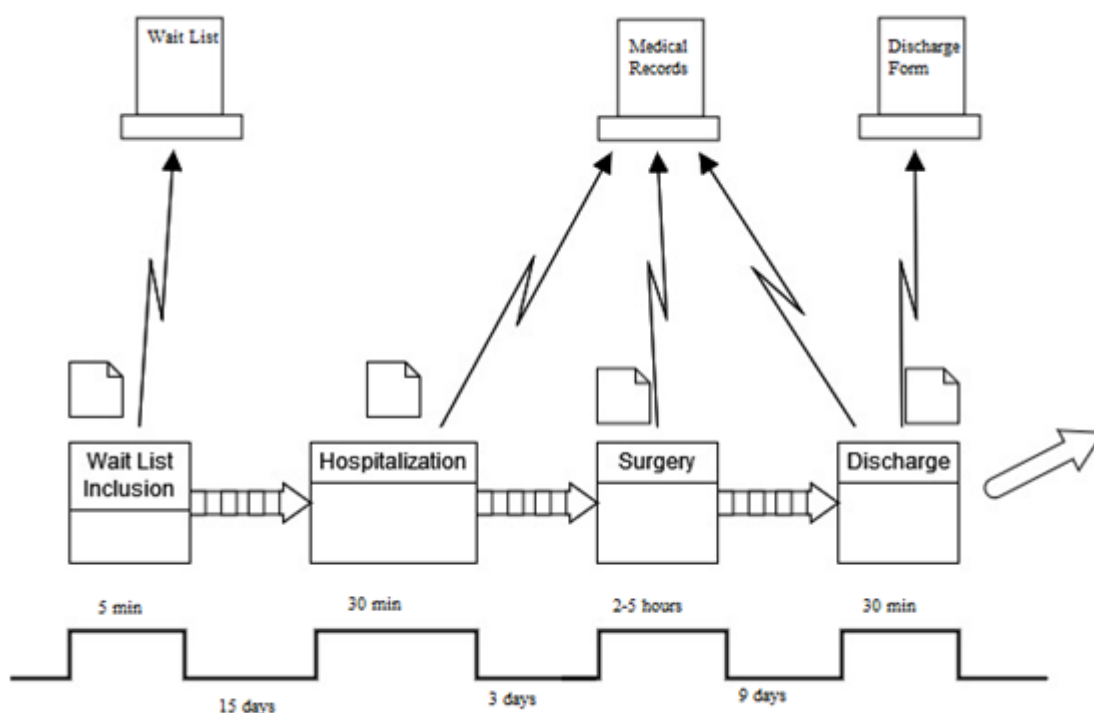 Wait List
Medical
Records
Discharge
Form
Wait List
Inclusion
Hospitalization
Surgery
Discharge
5 min
30 min
2-5 hours
30 min
15 days
3 days
9 days